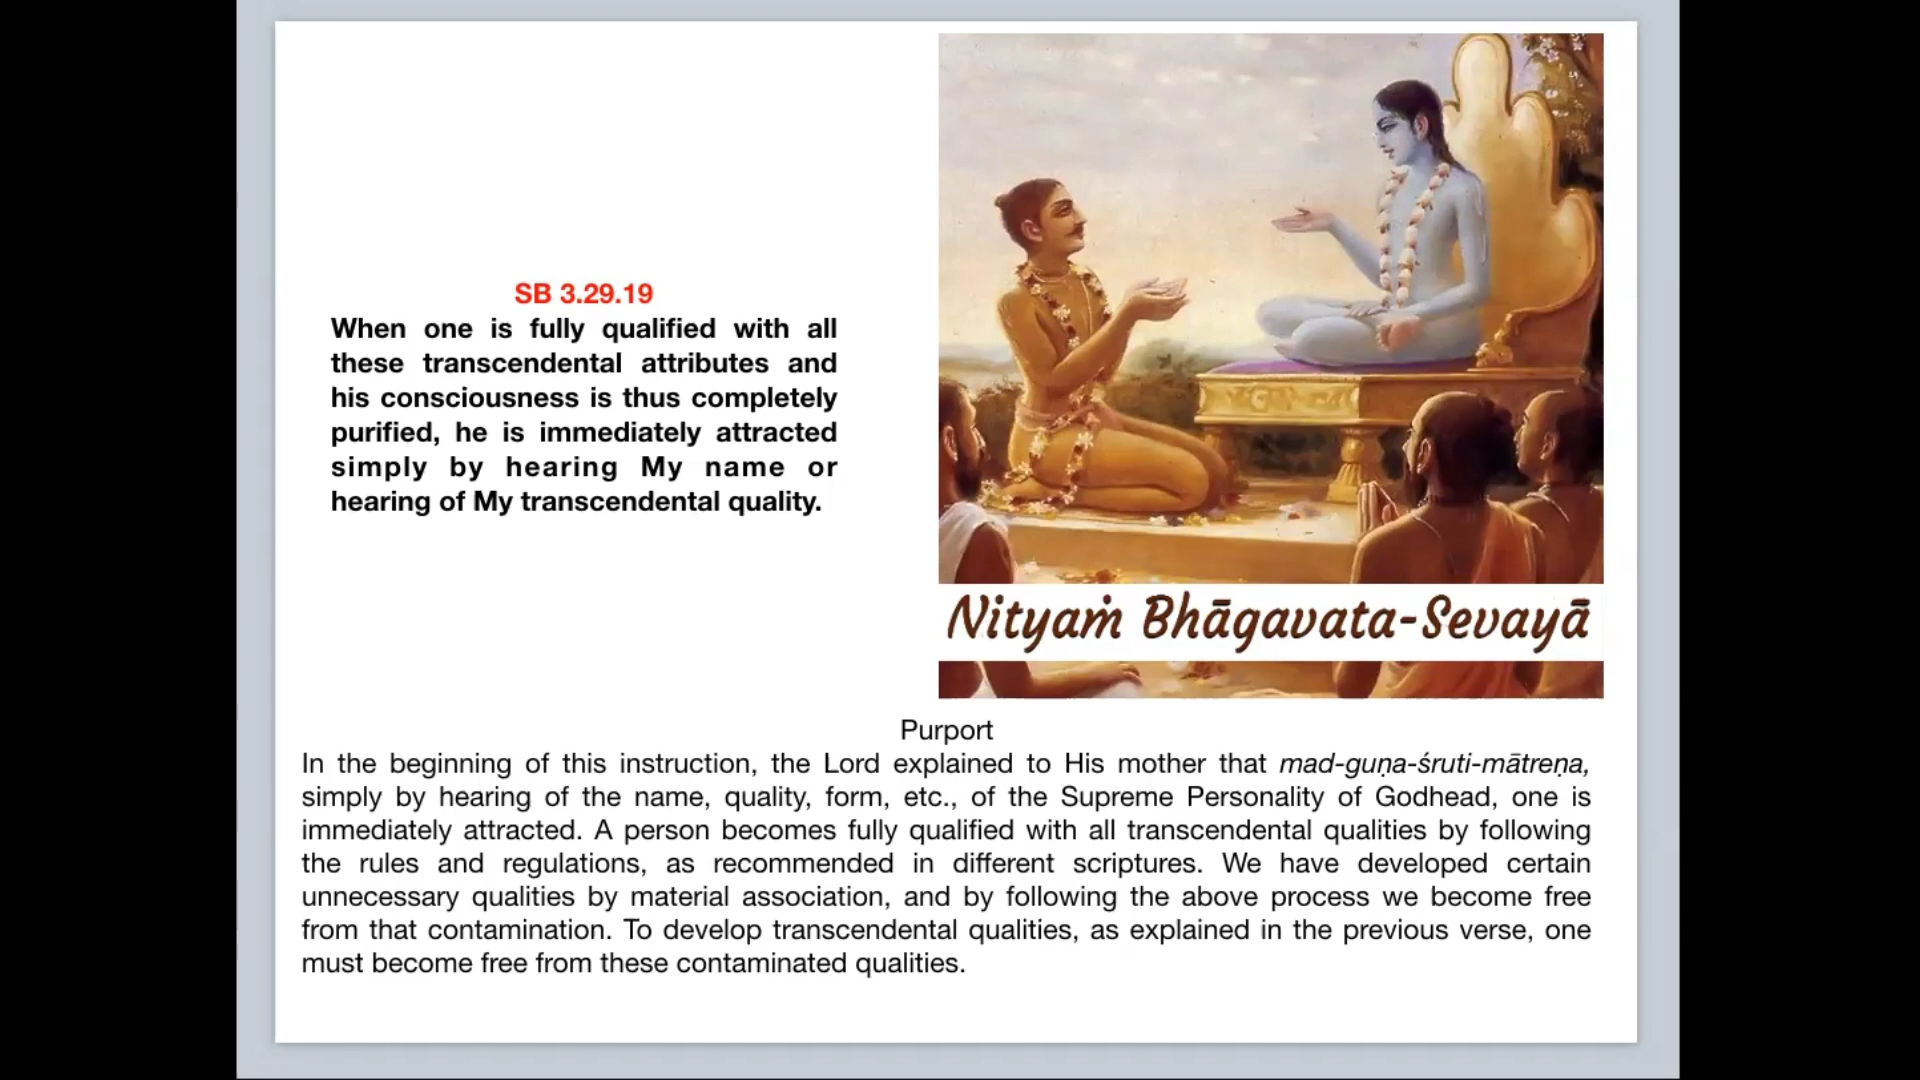 SB 3.29.19
When one is fully qualified with all
these transcendental attributes and
his consciousness is thus completely
purified, he is immediately attracted
simply by hearing My name or
hearing of My transcendental quality.
Nityaṁ Bhāgavata-Sevayā
Purport
In the beginning of this instruction, the Lord explained to His mother that mad-guṇa-śruti-mātreṇa,
simply by hearing of the name, quality, form, etc., of the Supreme Personality of Godhead, one is
immediately attracted. A person becomes fully qualified with all transcendental qualities by following
the rules and regulations, as recommended in different scriptures. We have developed certain
unnecessary qualities by material association, and by following the above process we become free
from that contamination. To develop transcendental qualities, as explained in the previous verse, one
must become free from these contaminated qualities.